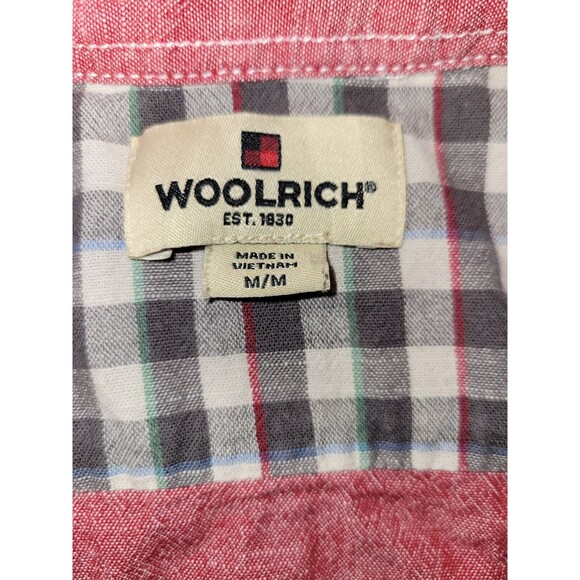 WOOLRICH®
EST. 1830
MADE IN
VIETNAM
M/M